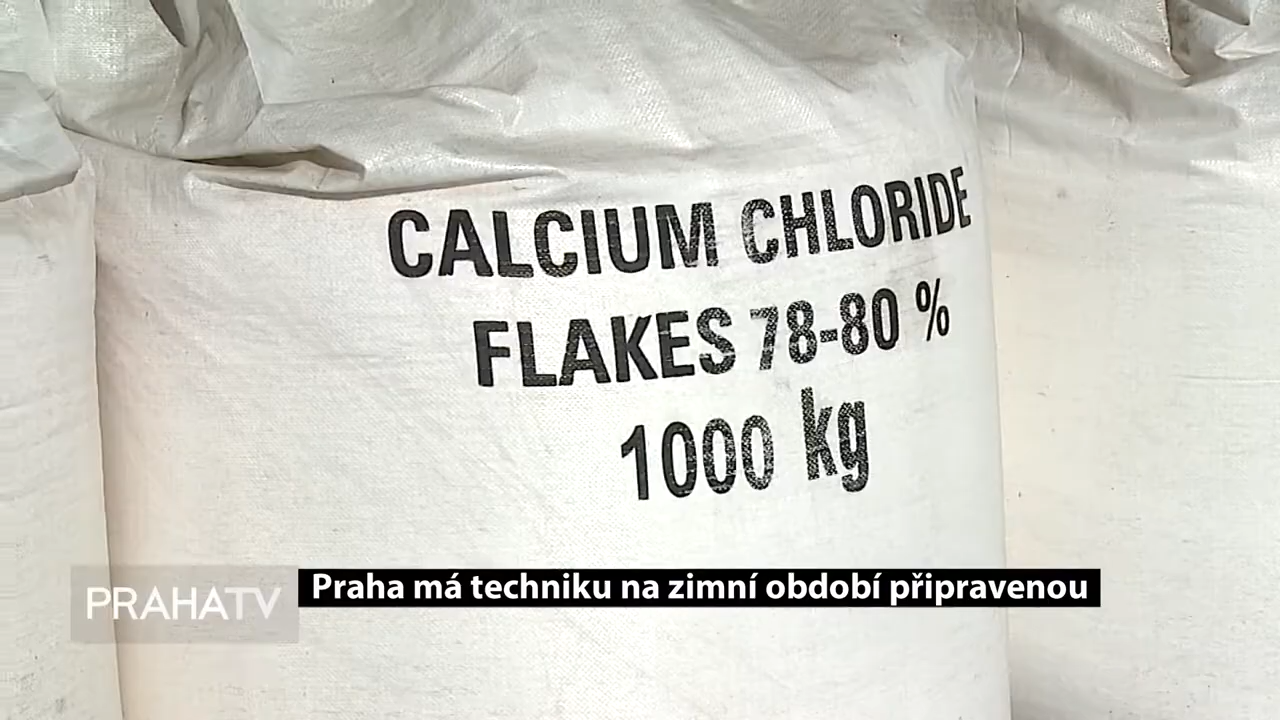 CALCIUM CHLORIDE
FLAKES 78-80 %
1000 kg
PRAHATV
Praha má techniku na zimní období připravenou